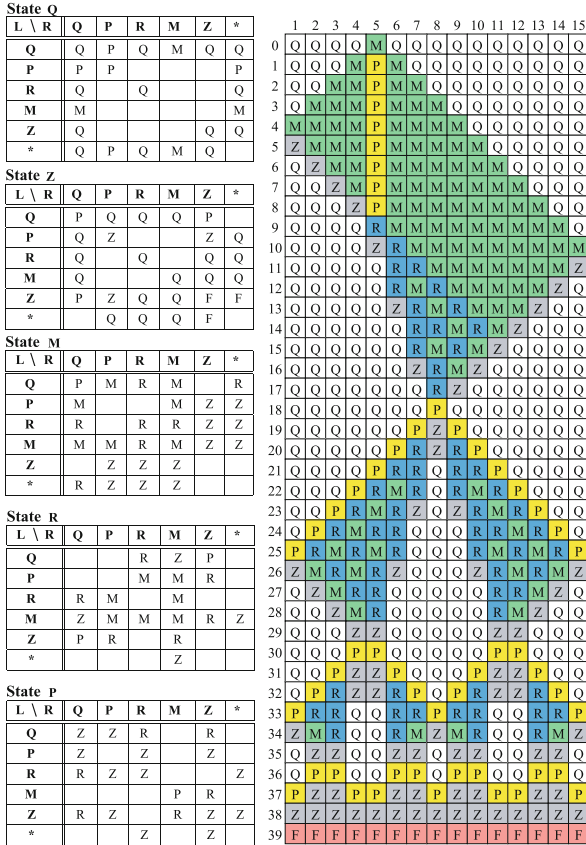 State Q
L \ R Q P R M Z *
Q Q P Q M Q Q
P P P P
R Q Q Q
M M M
Z Q Q Q
* Q P Q M Q
State Z
L \ R Q P R M Z *
Q P Q Q Q P
P Q Z Z Q
R Q Q Q Q
M Q Q Q Q
Z P Z Q Q F F
* Q Q Q F
State M
L \ R Q P R M Z *
Q P M R M R
P M M Z Z
R R R R Z Z
M M M R M Z Z
Z Z Z Z
* R Z Z Z
State R
L \ R Q P R M Z *
Q R Z P
P M M R
R R M M
M Z M M M R Z
Z P R R
* Z
State P
L \ R Q P R M Z *
Q Z Z R R
P Z Z Z
R R Z Z Z
M P R
Z R Z R Z Z
* Z Z
1 2 3 4 5 6 7 8 9 10 11 12 13 14 15
0 Q Q Q Q M Q Q Q Q Q Q Q Q Q Q
1 Q Q Q M P M Q Q Q Q Q Q Q Q Q
2 Q Q M M P M M Q Q Q Q Q Q Q Q
3 Q M M M P M M M Q Q Q Q Q Q Q
4 M M M M P M M M M Q Q Q Q Q Q
5 Z M M M P M M M M M Q Q Q Q Q
6 Q Z M M P M M M M M M Q Q Q Q
7 Q Q Z M P M M M M M M M Q Q Q
8 Q Q Q Z P M M M M M M M M Q Q
9 Q Q Q Q R M M M M M M M M M Q
10 Q Q Q Q Z R M M M M M M M M M
11 Q Q Q Q Q R R M M M M M M M Z
12 Q Q Q Q Q R M R M M M M M Z Q
13 Q Q Q Q Q Z R M R M M M Z Q Q
14 Q Q Q Q Q Q R R M R M Z Q Q Q
15 Q Q Q Q Q Q R M R M Z Q Q Q Q
16 Q Q Q Q Q Q Z R M Z Q Q Q Q Q
17 Q Q Q Q Q Q Q R Z Q Q Q Q Q Q
18 Q Q Q Q Q Q Q P Q Q Q Q Q Q Q
19 Q Q Q Q Q Q P Z P Q Q Q Q Q Q
20 Q Q Q Q Q P R Z R P Q Q Q Q Q
21 Q Q Q Q P R R Q R R P Q Q Q Q
22 Q Q Q P R M R Q R M R P Q Q Q
23 Q Q P R M R Z Q Z R M R P Q Q
24 Q P R M R R Q Q Q R R M R P Q
25 P R M R M R Q Q Q R M R M R P
26 Z M R M R Z Q Q Q Z R M R M Z
27 Q Z M R R Q Q Q Q Q R R M Z Q
28 Q Q Z M R Q Q Q Q Q R M Z Q Q
29 Q Q Q Z Z Q Q Q Q Q Z Z Q Q Q
30 Q Q Q P P Q Q Q Q Q P P Q Q Q
31 Q Q P Z Z P Q Q Q P Z Z P Q Q
32 Q P R Z Z R P Q P R Z Z R P Q
33 P R R Q Q R R P R R Q Q R R P
34 Z M R Q Q R M Z M R Q Q R M Z
35 Q Z Z Q Q Z Z Q Z Z Q Q Z Z Q
36 Q P P Q Q P P Q P P Q Q P P Q
37 P Z Z P P Z Z P Z Z P P Z Z P
38 Z Z Z Z Z Z Z Z Z Z Z Z Z Z Z
39 F F F F F F F F F F F F F F F